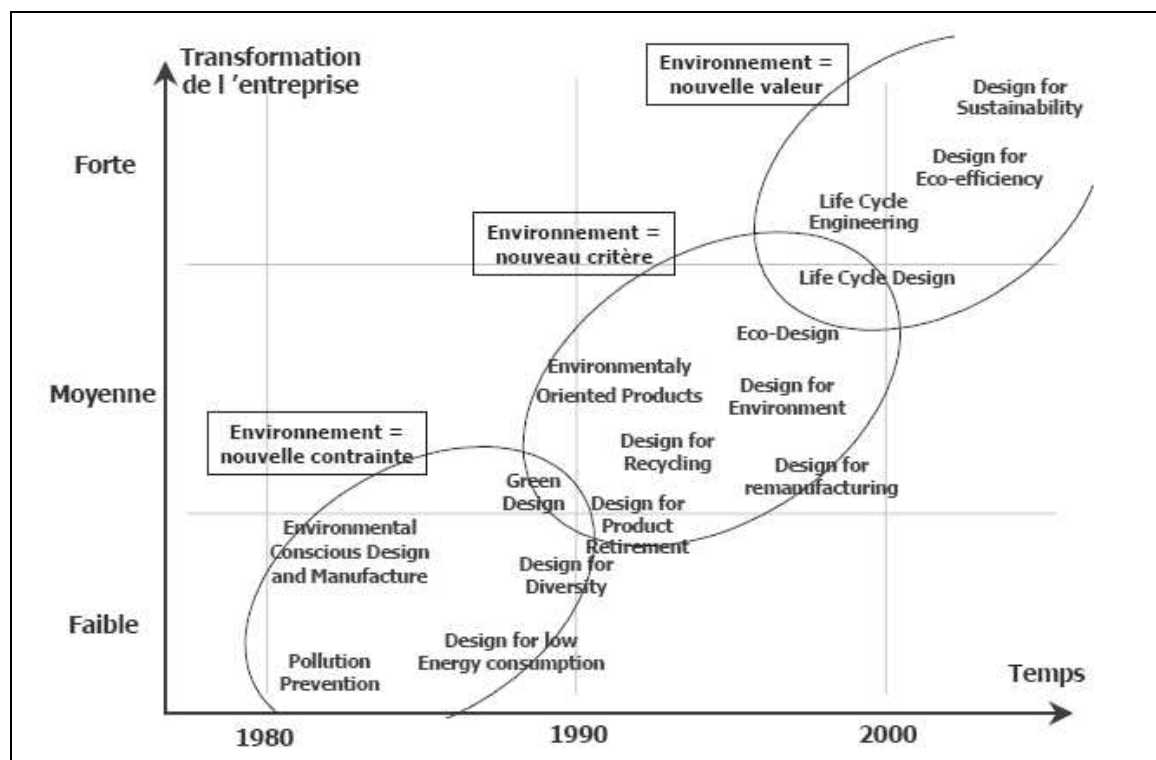 Transformation
de l ’entreprise
Environnement =
nouvelle valeur
Design for
Sustainability
Forte
Design for
Eco-efficiency
Life Cycle
Engineering
Environnement =
nouveau critère
Life Cycle Design
Eco-Design
Environmentaly
Oriented Products
Moyenne
Design for
Environment
Environnement =
nouvelle contrainte
Design for
Recycling
Design for
remanufacturing
Green
Design
Design for
Product
Retirement
Environmental
Conscious Design
and Manufacture
Design for
Diversity
Faible
Design for low
Energy consumption
Pollution
Prevention
Temps
1980
1990
2000